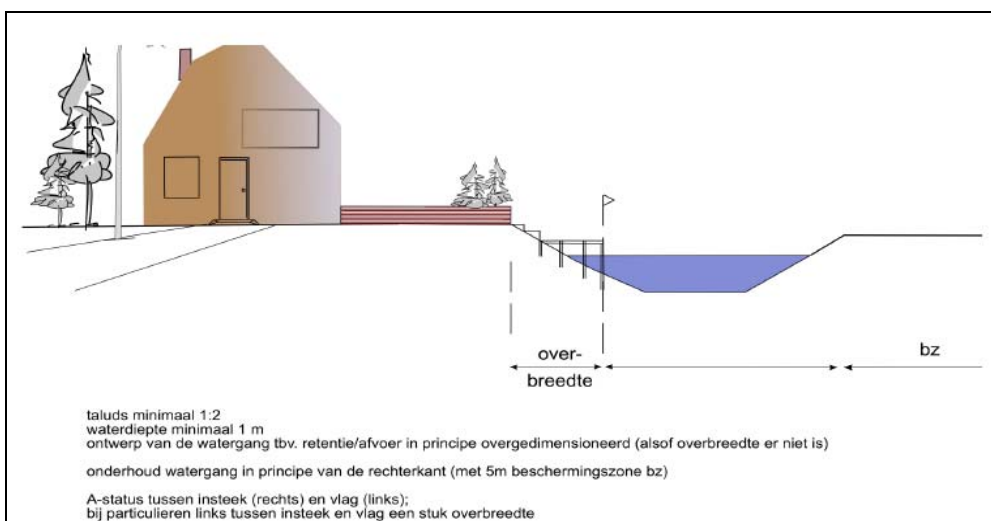 over-
breedte
bz
taluds minimaal 1:2
waterdiepte minimaal 1 m
ontwerp van de watergang tbv. retentie/afvoer in principe overgedimensioneerd (alsof overbreedte er niet is)
onderhoud watergang in principe van de rechterkant (met 5m beschermingszone bz)
A-status tussen insteek (rechts) en vlag (links);
bij particulieren links tussen insteek en vlag een stuk overbreedte